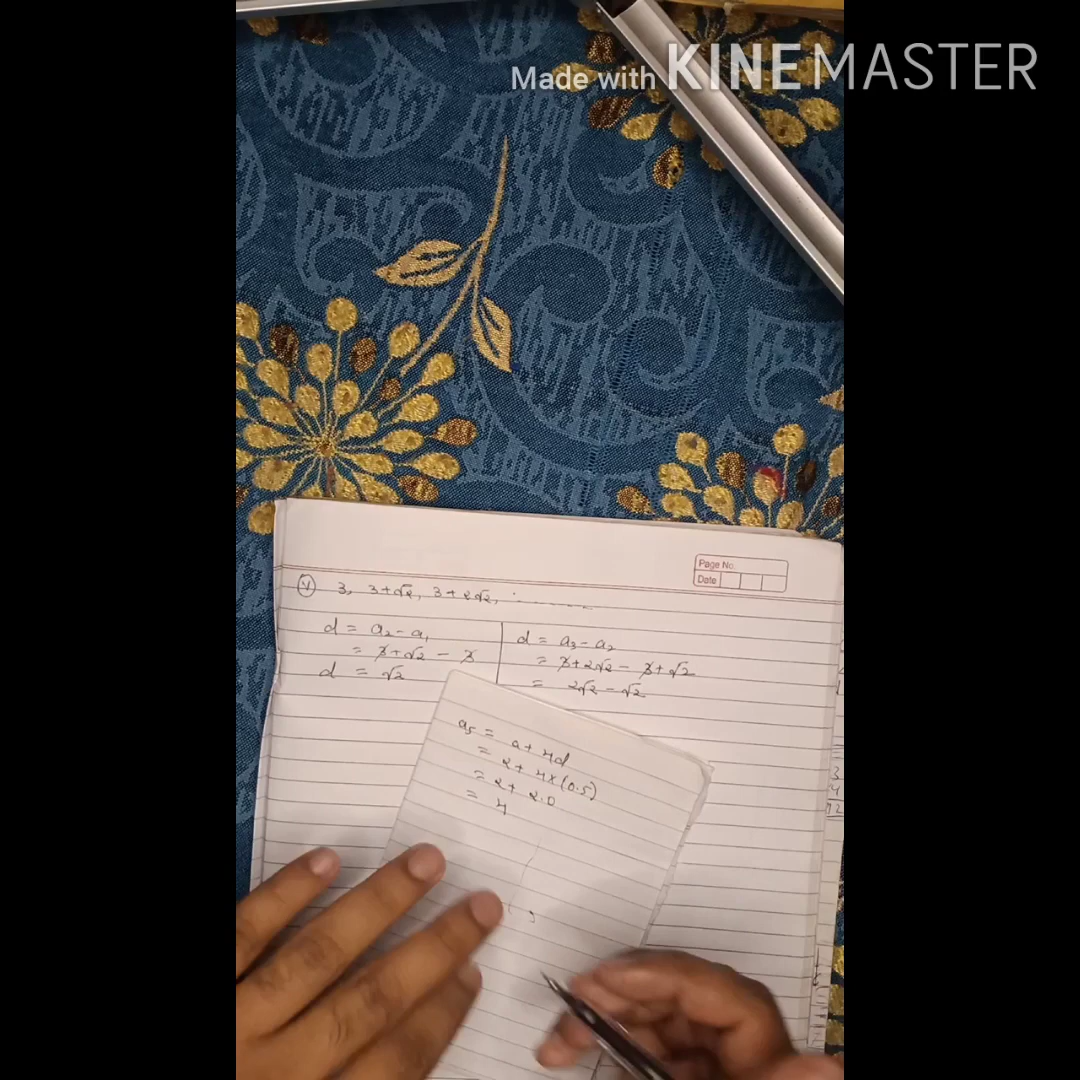 Made with KINEMASTER
Page No.
Date
(V) 3, 3+√2, 3+2√2, ...........
d = a₂ - a₁
= 3+√2 - 3
d = √2
d = a₃ - a₂
= 3+2√2 - 3+√2
= 2√2 - √2
a₅ = a + 4d
= 2 + 4×(0.5)
= 2 + 2.0
= 4
3
4
12